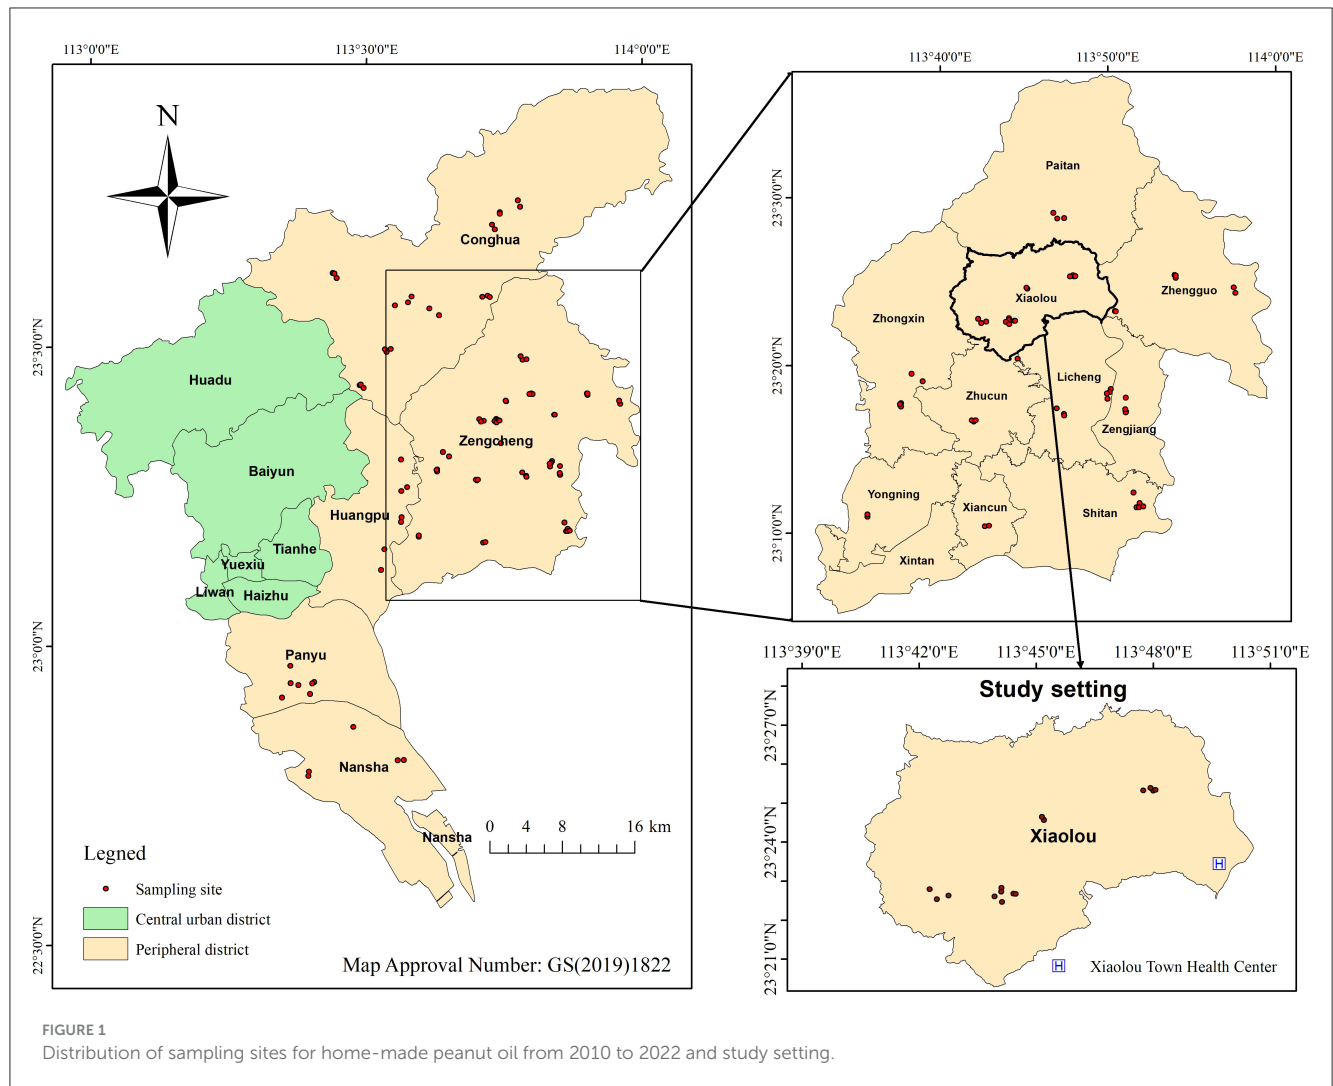 113°0'0"E
113°30'0"E
114°0'0"E
N
23°30'0"N
23°0'0"N
22°30'0"N
Conghua
Huadu
Zengcheng
Baiyun
Huangpu
Tianhe
Yuexiu
Liwan
Haizhu
Panyu
Nansha
Nansha
0 4 8 16 km
Legned
Sampling site
Central urban district
Peripheral district
Map Approval Number: GS(2019)1822
113°40'0"E
113°50'0"E
114°0'0"E
23°30'0"N
23°20'0"N
23°10'0"N
Paitan
Zhengguo
Xiaolou
Zhongxin
Licheng
Zhucun
Zengjiang
Yongning
Xiancun
Shitan
Xintan
113°39'0"E
113°42'0"E
113°45'0"E
113°48'0"E
113°51'0"E
Study setting
23°27'0"N
23°24'0"N
23°21'0"N
Xiaolou
H
H Xiaolou Town Health Center
FIGURE 1
Distribution of sampling sites for home-made peanut oil from 2010 to 2022 and study setting.